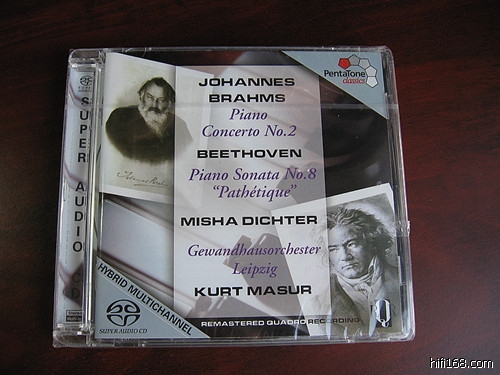 PentaTone
classics
SUPER AUDIO
JOHANNES
BRAHMS
Piano
Concerto No.2
BEETHOVEN
Piano Sonata No.8
"Pathétique"
MISHA DICHTER
Gewandhausorchester
Leipzig
KURT MASUR
HYBRID MULTICHANNEL
SUPER AUDIO CD
REMASTERED QUADRO RECORDING
hifi168.com